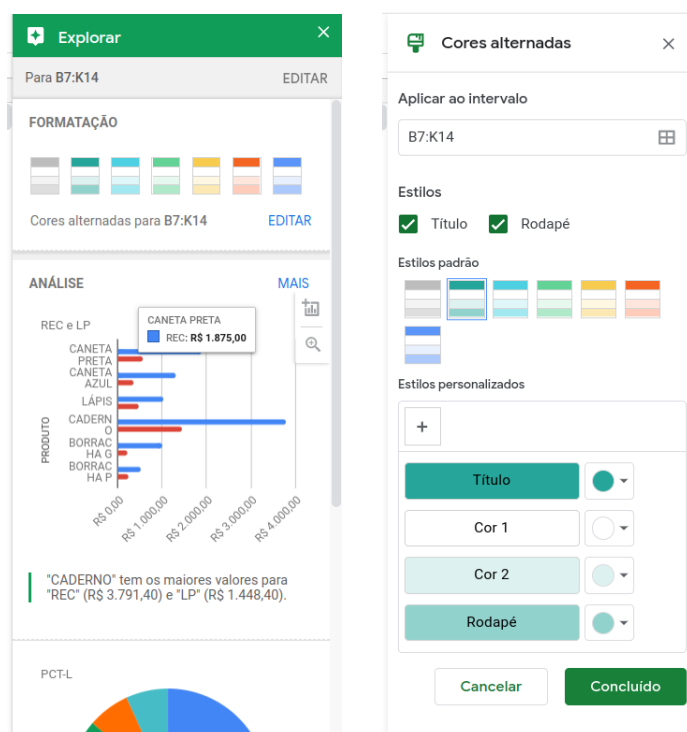 Explorar
Para B7:K14
EDITAR
FORMATAÇÃO
Cores alternadas para B7:K14
EDITAR
ANÁLISE
MAIS
REC e LP
CANETA PRETA
REC: R$ 1.875,00
PRODUTO
CANETA
PRETA
CANETA
AZUL
LÁPIS
CADERN
O
BORRAC
HA G
BORRAC
HA P
R$ 0,00
R$ 1.000,00
R$ 2.000,00
R$ 3.000,00
R$ 4.000,00
"CADERNO" tem os maiores valores para
"REC" (R$ 3.791,40) e "LP" (R$ 1.448,40).
PCT-L
Cores alternadas
Aplicar ao intervalo
B7:K14
Estilos
Título
Rodapé
Estilos padrão
Estilos personalizados
+
Título
Cor 1
Cor 2
Rodapé
Cancelar
Concluído